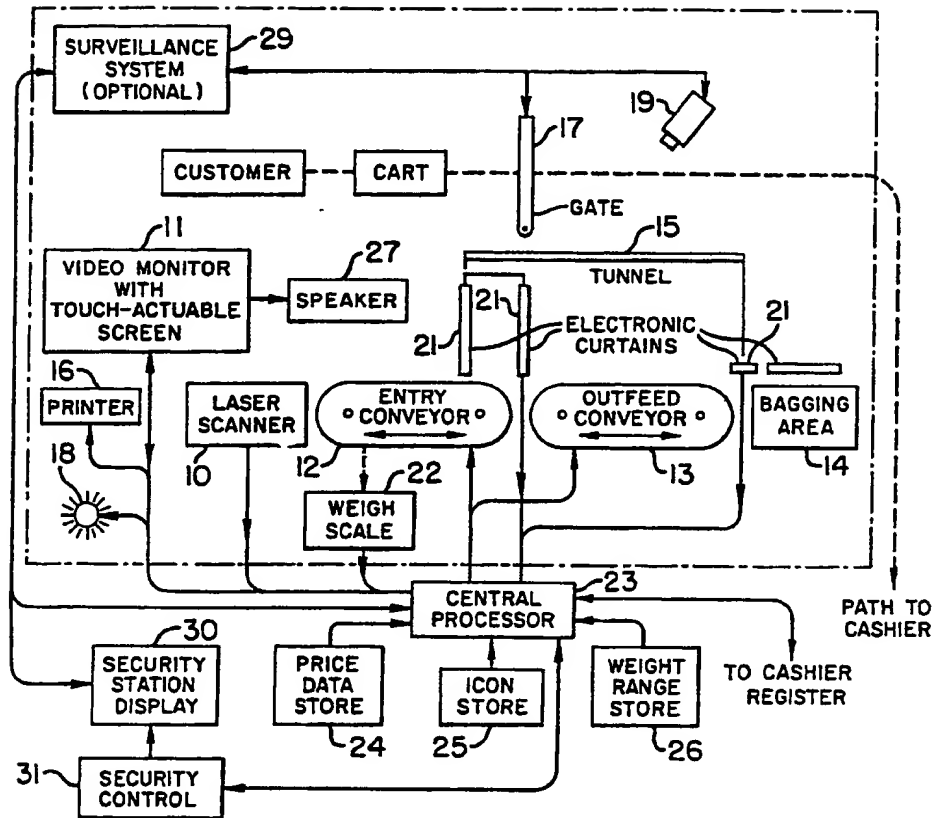 SURVEILLANCE
SYSTEM
(OPTIONAL)
29
19
17
CUSTOMER
CART
GATE
11
VIDEO MONITOR
WITH
TOUCH-ACTUABLE
SCREEN
27
SPEAKER
15
TUNNEL
21
21
ELECTRONIC
CURTAINS
21
16
PRINTER
LASER
SCANNER
10
ENTRY
CONVEYOR
12
OUTFEED
CONVEYOR
13
BAGGING
AREA
14
18
22
WEIGH
SCALE
23
CENTRAL
PROCESSOR
PATH TO
CASHIER
30
SECURITY
STATION
DISPLAY
PRICE
DATA
STORE
24
ICON
STORE
25
WEIGHT
RANGE
STORE
26
TO CASHIER
REGISTER
31
SECURITY
CONTROL